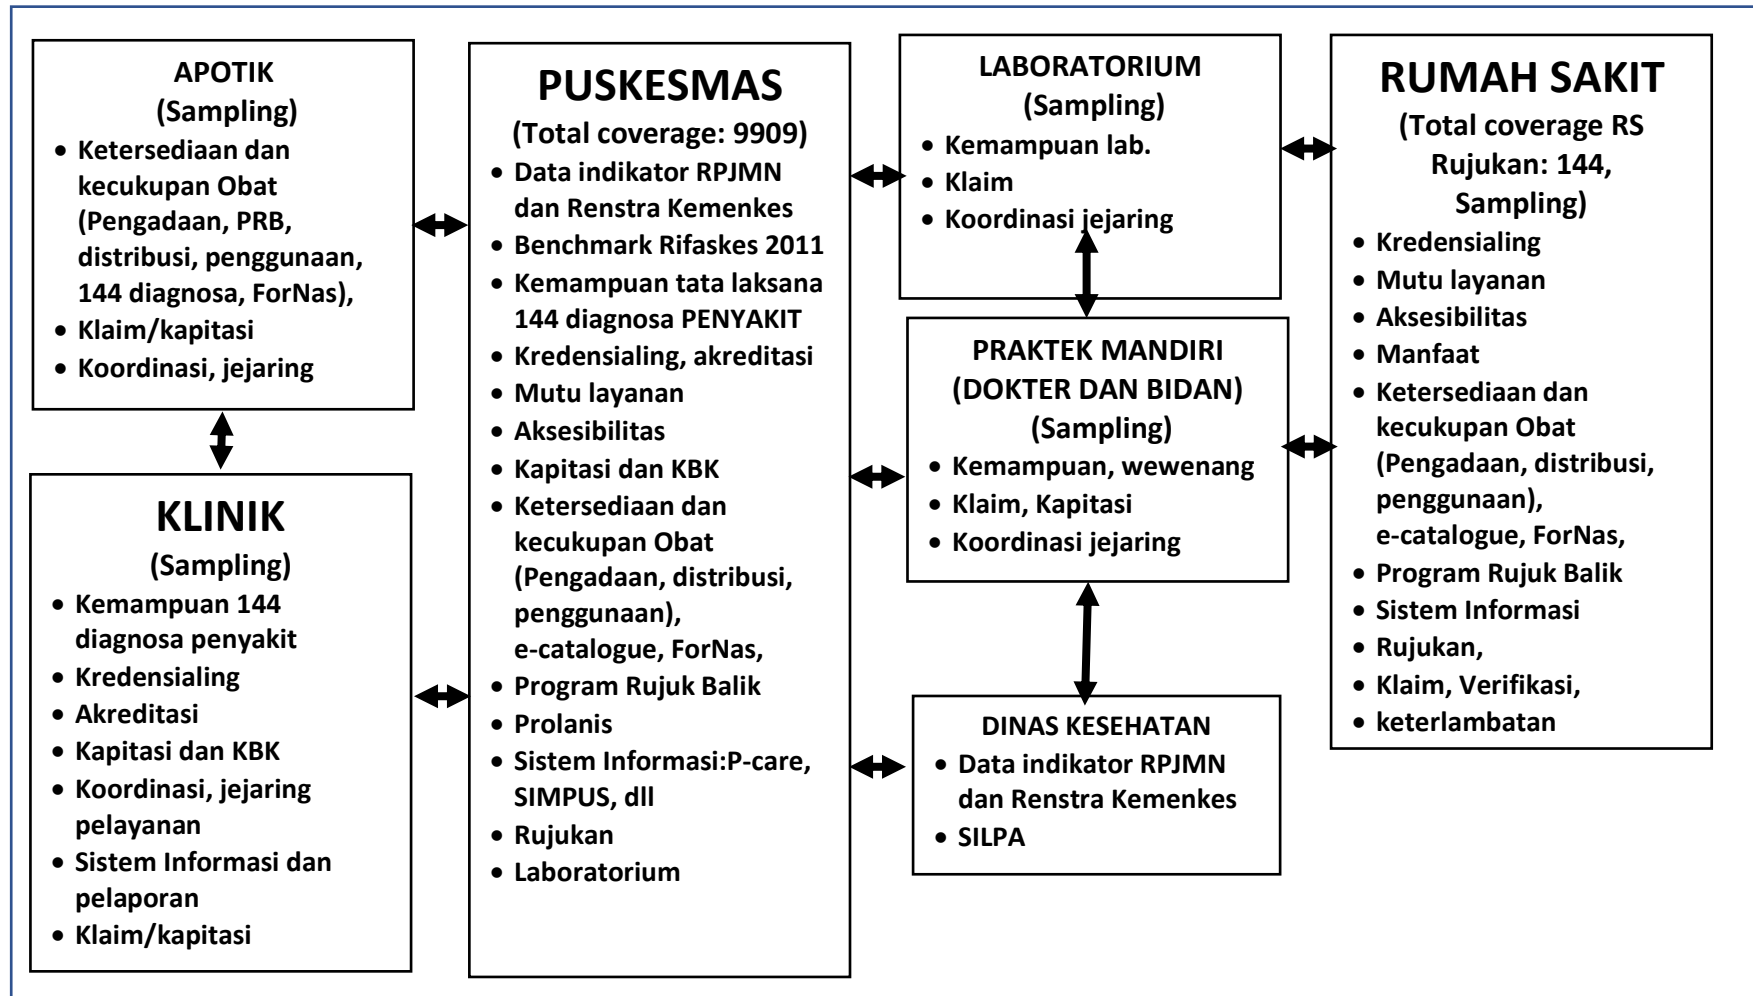 APOTIK
(Sampling)
• Ketersediaan dan
kecukupan Obat
(Pengadaan, PRB,
distribusi, penggunaan,
144 diagnosa, ForNas),
• Klaim/kapitasi
• Koordinasi, jejaring
KLINIK
(Sampling)
• Kemampuan 144
diagnosa penyakit
• Kredensialing
• Akreditasi
• Kapitasi dan KBK
• Koordinasi, jejaring
pelayanan
• Sistem Informasi dan
pelaporan
• Klaim/kapitasi
PUSKESMAS
(Total coverage: 9909)
• Data indikator RPJMN
dan Renstra Kemenkes
• Benchmark Rifaskes 2011
• Kemampuan tata laksana
144 diagnosa PENYAKIT
• Kredensialing, akreditasi
• Mutu layanan
• Aksesibilitas
• Kapitasi dan KBK
• Ketersediaan dan
kecukupan Obat
(Pengadaan, distribusi,
penggunaan),
e-catalogue, ForNas,
• Program Rujuk Balik
• Prolanis
• Sistem Informasi:P-care,
SIMPUS, dll
• Rujukan
• Laboratorium
LABORATORIUM
(Sampling)
• Kemampuan lab.
• Klaim
• Koordinasi jejaring
PRAKTEK MANDIRI
(DOKTER DAN BIDAN)
(Sampling)
• Kemampuan, wewenang
• Klaim, Kapitasi
• Koordinasi jejaring
DINAS KESEHATAN
• Data indikator RPJMN
dan Renstra Kemenkes
• SILPA
RUMAH SAKIT
(Total coverage RS
Rujukan: 144,
Sampling)
• Kredensialing
• Mutu layanan
• Aksesibilitas
• Manfaat
• Ketersediaan dan
kecukupan Obat
(Pengadaan, distribusi,
penggunaan),
e-catalogue, ForNas,
• Program Rujuk Balik
• Sistem Informasi
• Rujukan,
• Klaim, Verifikasi,
• keterlambatan